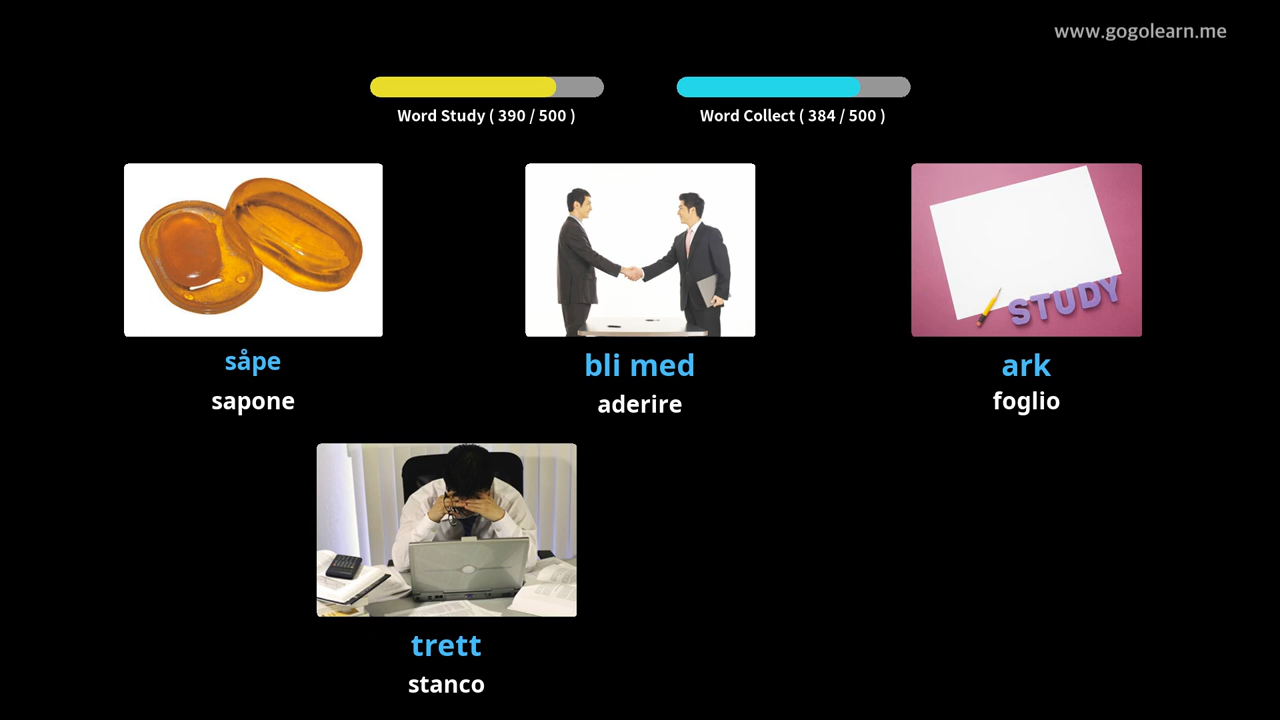 www.gogolearn.me
Word Study ( 390 / 500 )
Word Collect ( 384 / 500 )
STUDY
såpe
sapone
bli med
aderire
ark
foglio
trett
stanco